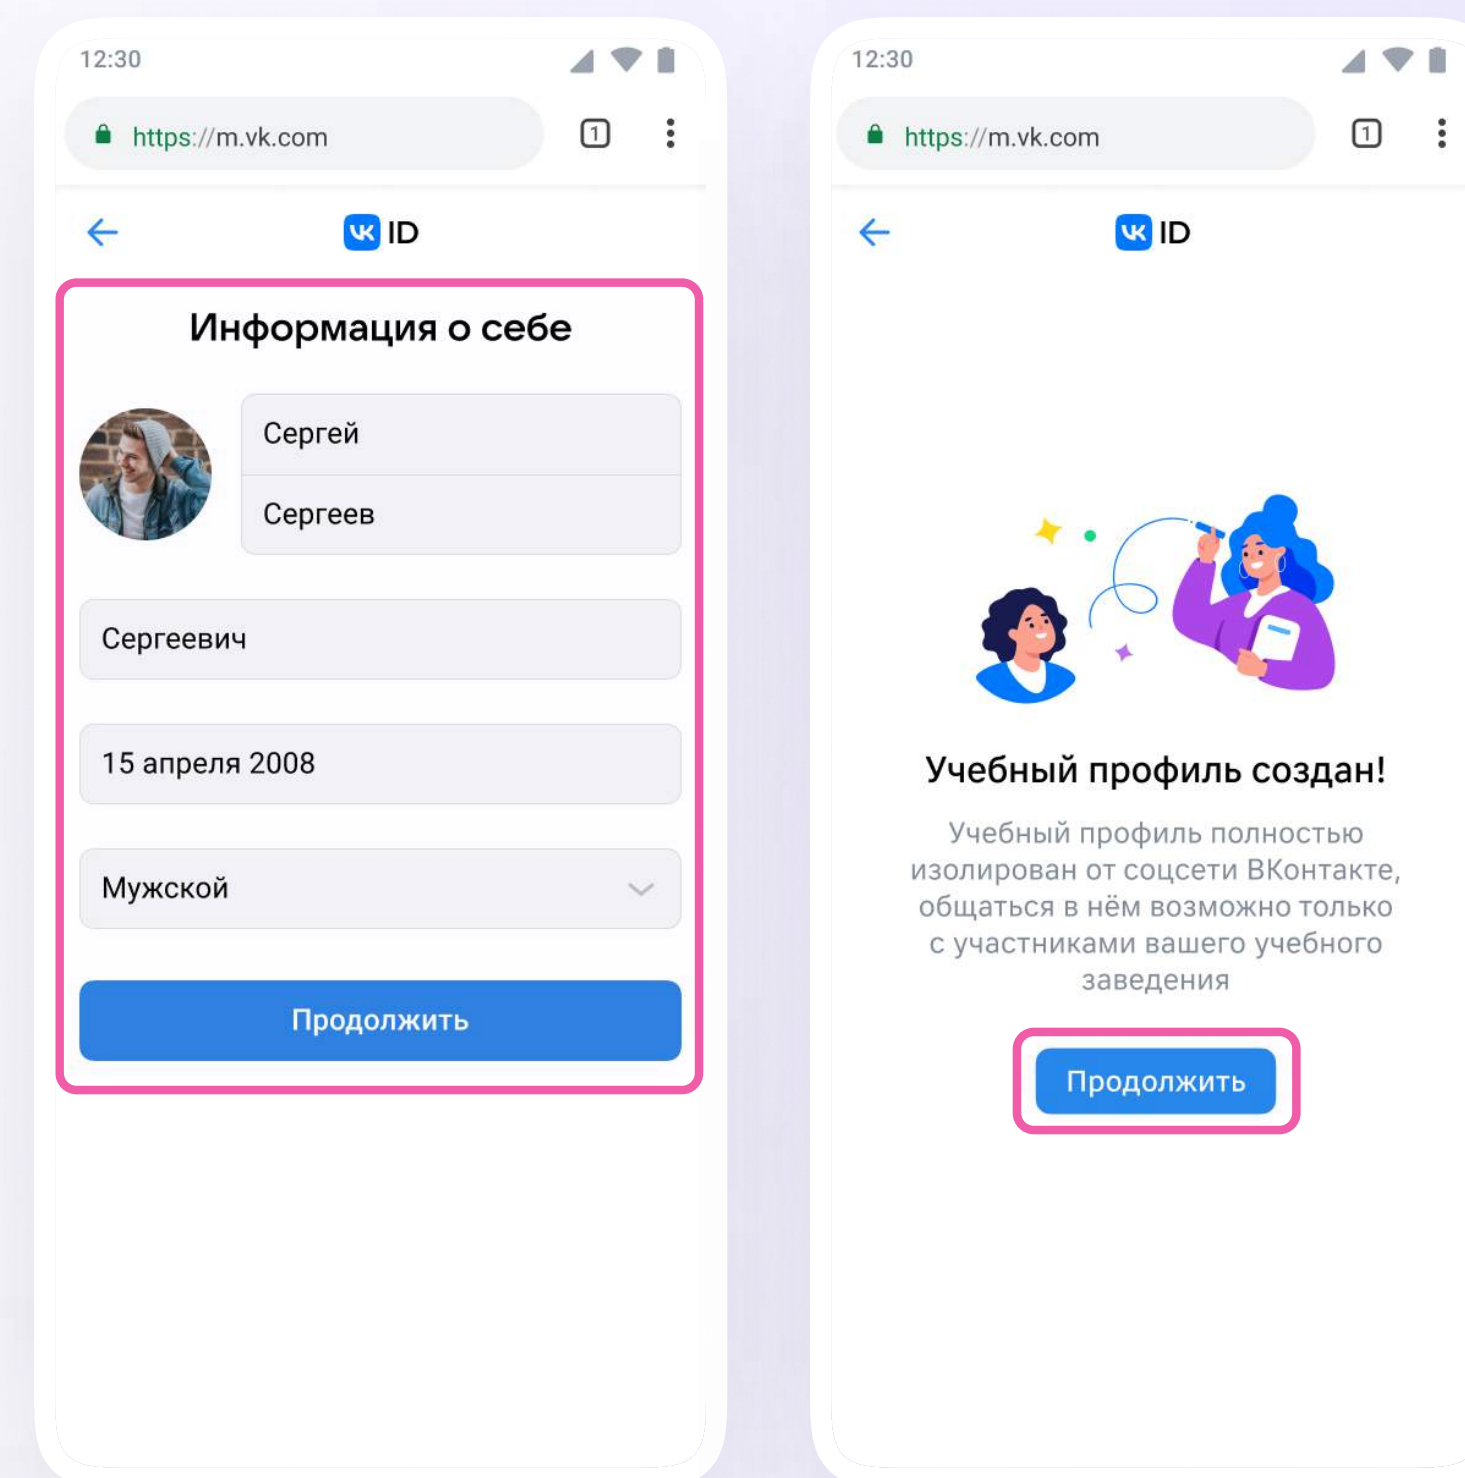 12:30
https://m.vk.com
1
VK ID
Информация о себе
Сергей
Сергеев
Сергеевич
15 апреля 2008
Мужской
Продолжить
12:30
https://m.vk.com
1
VK ID
Учебный профиль создан!
Учебный профиль полностью
изолирован от соцсети ВКонтакте,
общаться в нём возможно только
с участниками вашего учебного
заведения
Продолжить